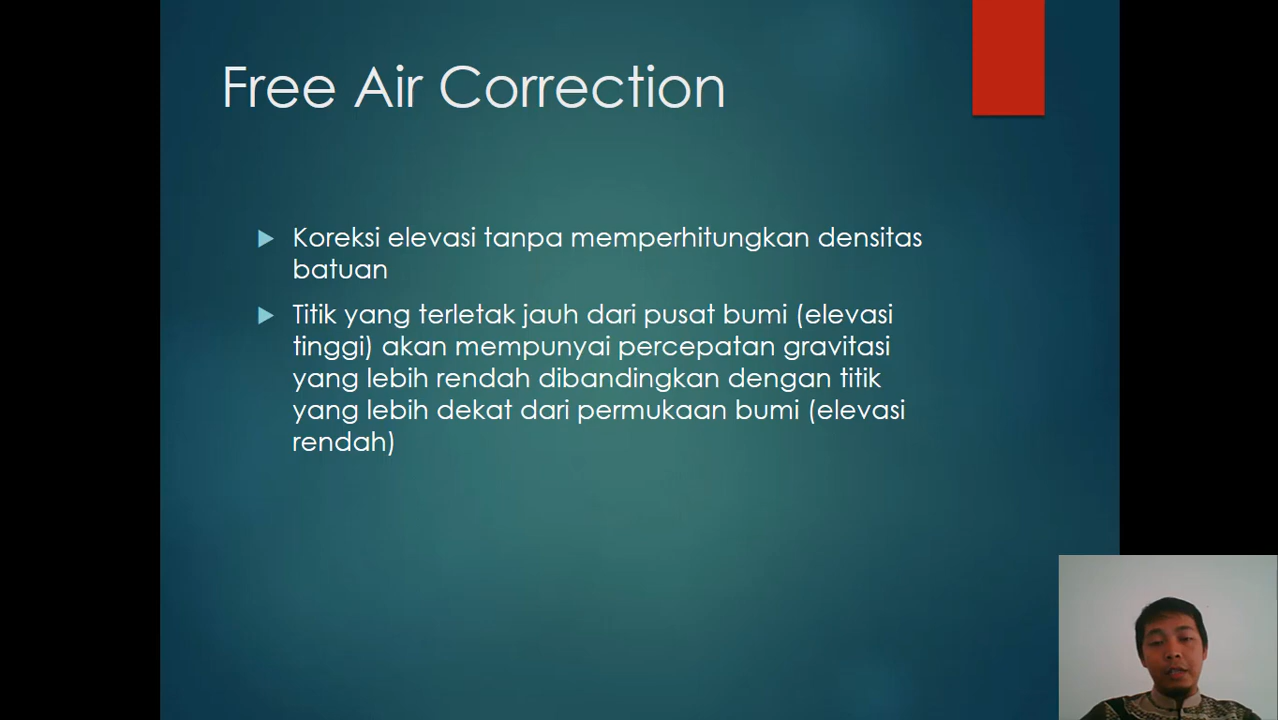 Free Air Correction
Koreksi elevasi tanpa memperhitungkan densitas
batuan
Titik yang terletak jauh dari pusat bumi (elevasi
tinggi) akan mempunyai percepatan gravitasi
yang lebih rendah dibandingkan dengan titik
yang lebih dekat dari permukaan bumi (elevasi
rendah)